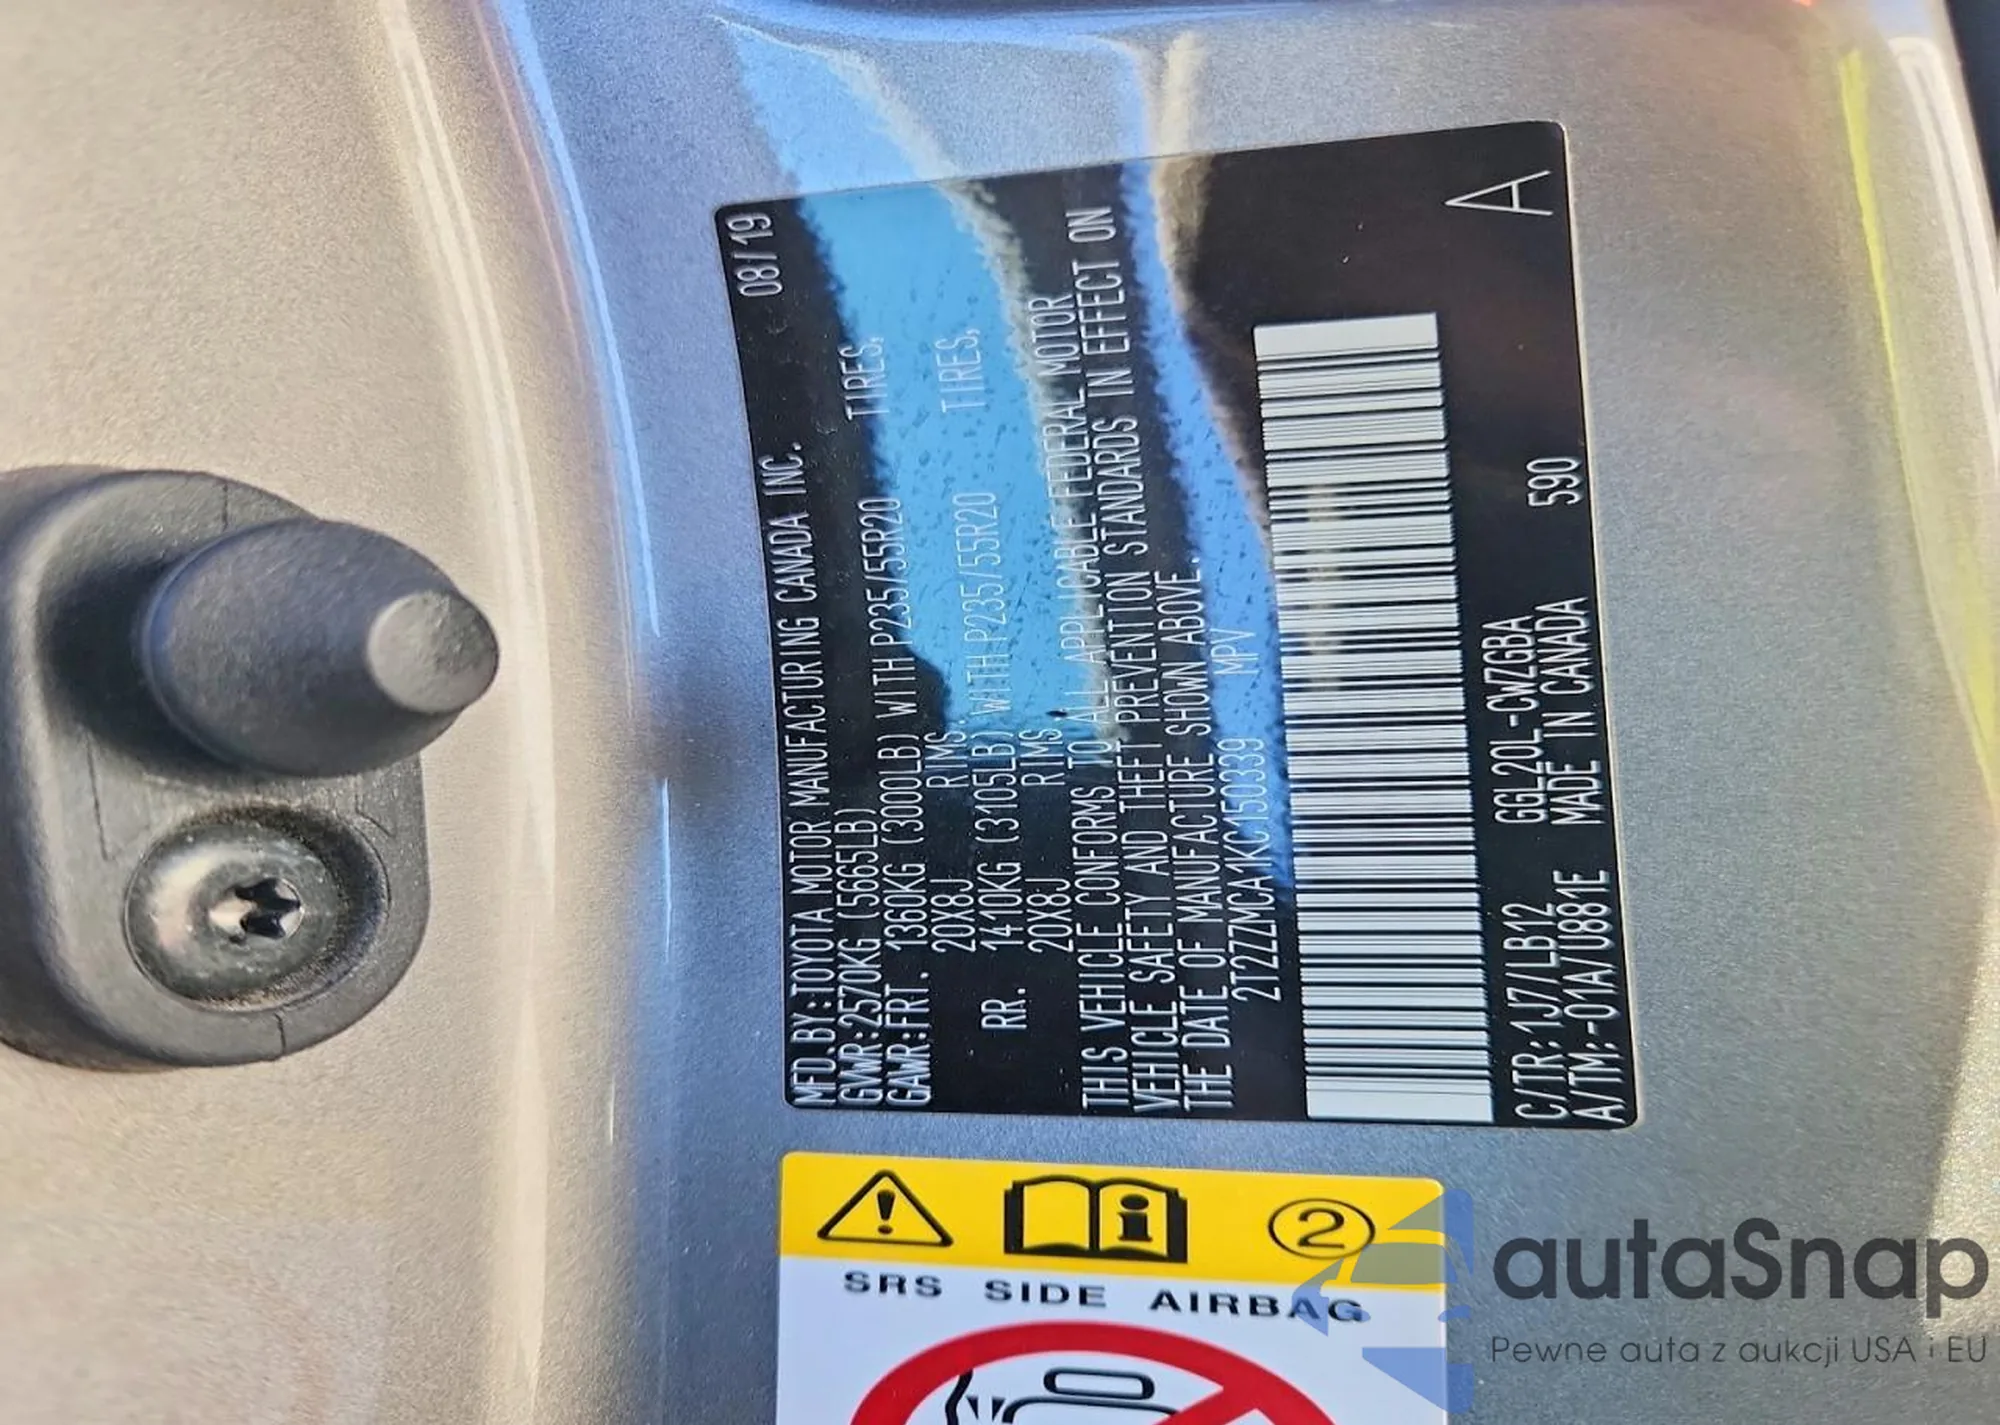 MFD.BY:TOYOTA MOTOR MANUFACTURING CANADA INC. 08/19
GVWR:2570KG (5665LB)
GAWR:FRT. 1360KG (3000LB) WITH P235/55R20 TIRES,
20X8J RIMS.
RR. 1410KG (3105LB) WITH P235/55R20 TIRES,
20X8J RIMS.
THIS VEHICLE CONFORMS TO ALL APPLICABLE FEDERAL MOTOR
VEHICLE SAFETY AND THEFT PREVENTION STANDARDS IN EFFECT ON
THE DATE OF MANUFACTURE SHOWN ABOVE.
2T2ZZMCA1KC150339 MPV
C/TR:1J7//LB12 GGL20L-CWZGBA
A/TM:-01A/U881E MADE IN CANADA 590
A
2
SRS SIDE AIRBAG
autaSnap
Pewne auta z aukcji USA i EU